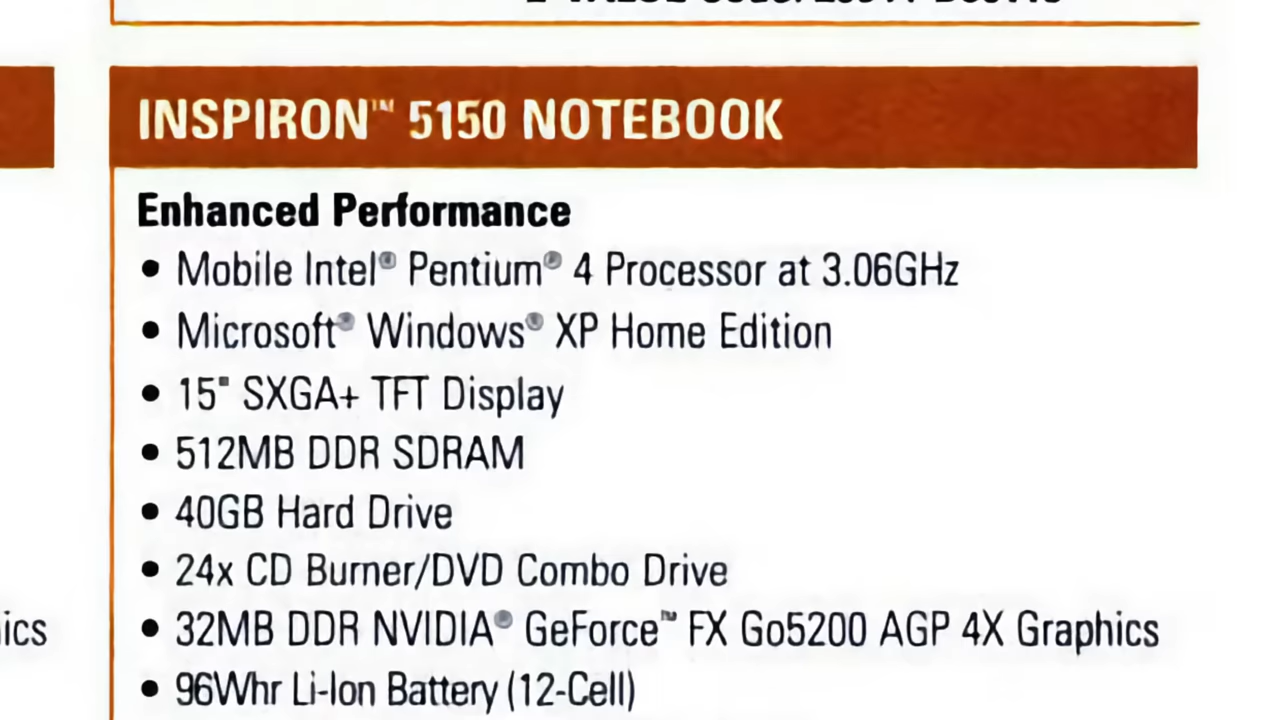 INSPIRON™ 5150 NOTEBOOK
Enhanced Performance
• Mobile Intel® Pentium® 4 Processor at 3.06GHz
• Microsoft® Windows® XP Home Edition
• 15" SXGA+ TFT Display
• 512MB DDR SDRAM
• 40GB Hard Drive
• 24x CD Burner/DVD Combo Drive
• 32MB DDR NVIDIA® GeForce™ FX Go5200 AGP 4X Graphics
• 96Whr Li-Ion Battery (12-Cell)